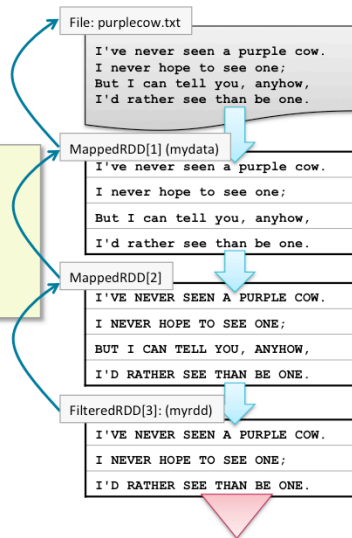 File: purplecow.txt
I've never seen a purple cow.
I never hope to see one;
But I can tell you, anyhow,
I'd rather see than be one.
MappedRDD[1] (mydata)
I've never seen a purple cow.
I never hope to see one;
But I can tell you, anyhow,
I'd rather see than be one.
MappedRDD[2]
I'VE NEVER SEEN A PURPLE COW.
I NEVER HOPE TO SEE ONE;
BUT I CAN TELL YOU, ANYHOW,
I'D RATHER SEE THAN BE ONE.
FilteredRDD[3]: (myrdd)
I'VE NEVER SEEN A PURPLE COW.
I NEVER HOPE TO SEE ONE;
I'D RATHER SEE THAN BE ONE.